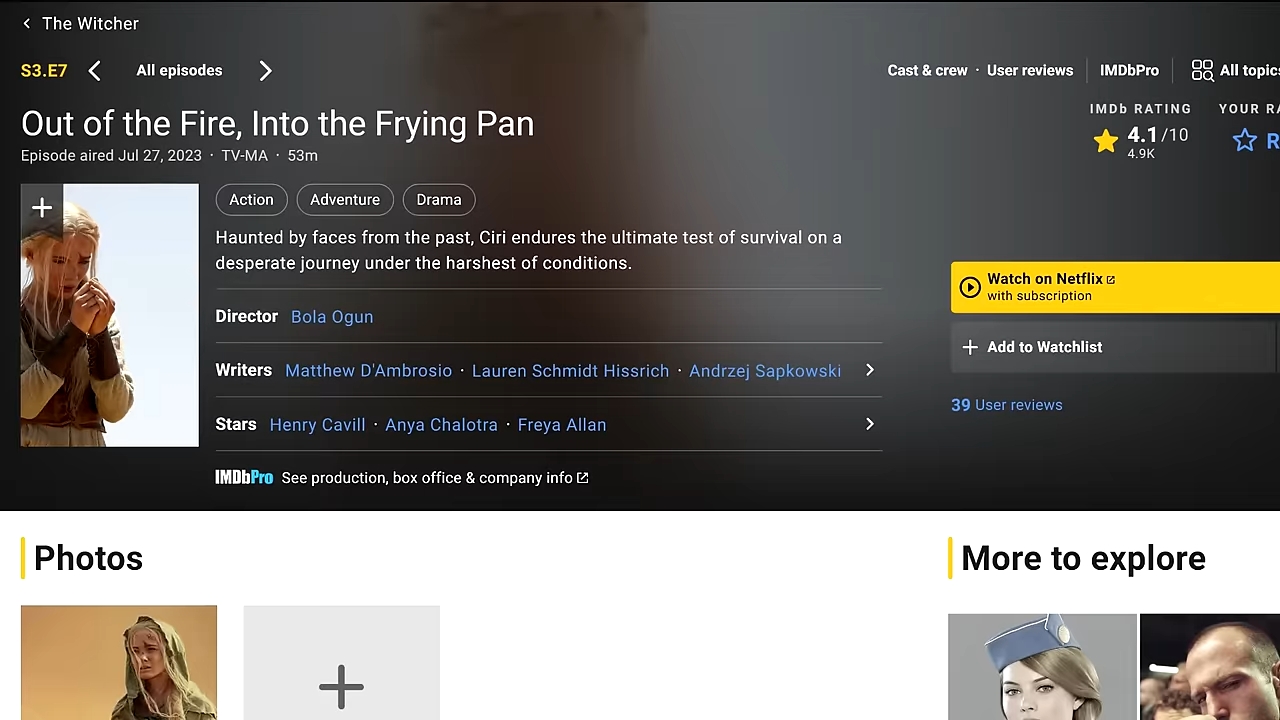 The Witcher
S3.E7 All episodes
Cast & crew · User reviews IMDbPro All topics
Out of the Fire, Into the Frying Pan
Episode aired Jul 27, 2023 · TV-MA · 53m
IMDb RATING
4.1/10
4.9K
YOUR RA
R
Action Adventure Drama
Haunted by faces from the past, Ciri endures the ultimate test of survival on a
desperate journey under the harshest of conditions.
Director Bola Ogun
Writers Matthew D'Ambrosio · Lauren Schmidt Hissrich · Andrzej Sapkowski
Stars Henry Cavill · Anya Chalotra · Freya Allan
IMDbPro See production, box office & company info
Watch on Netflix
with subscription
Add to Watchlist
39 User reviews
Photos
More to explore